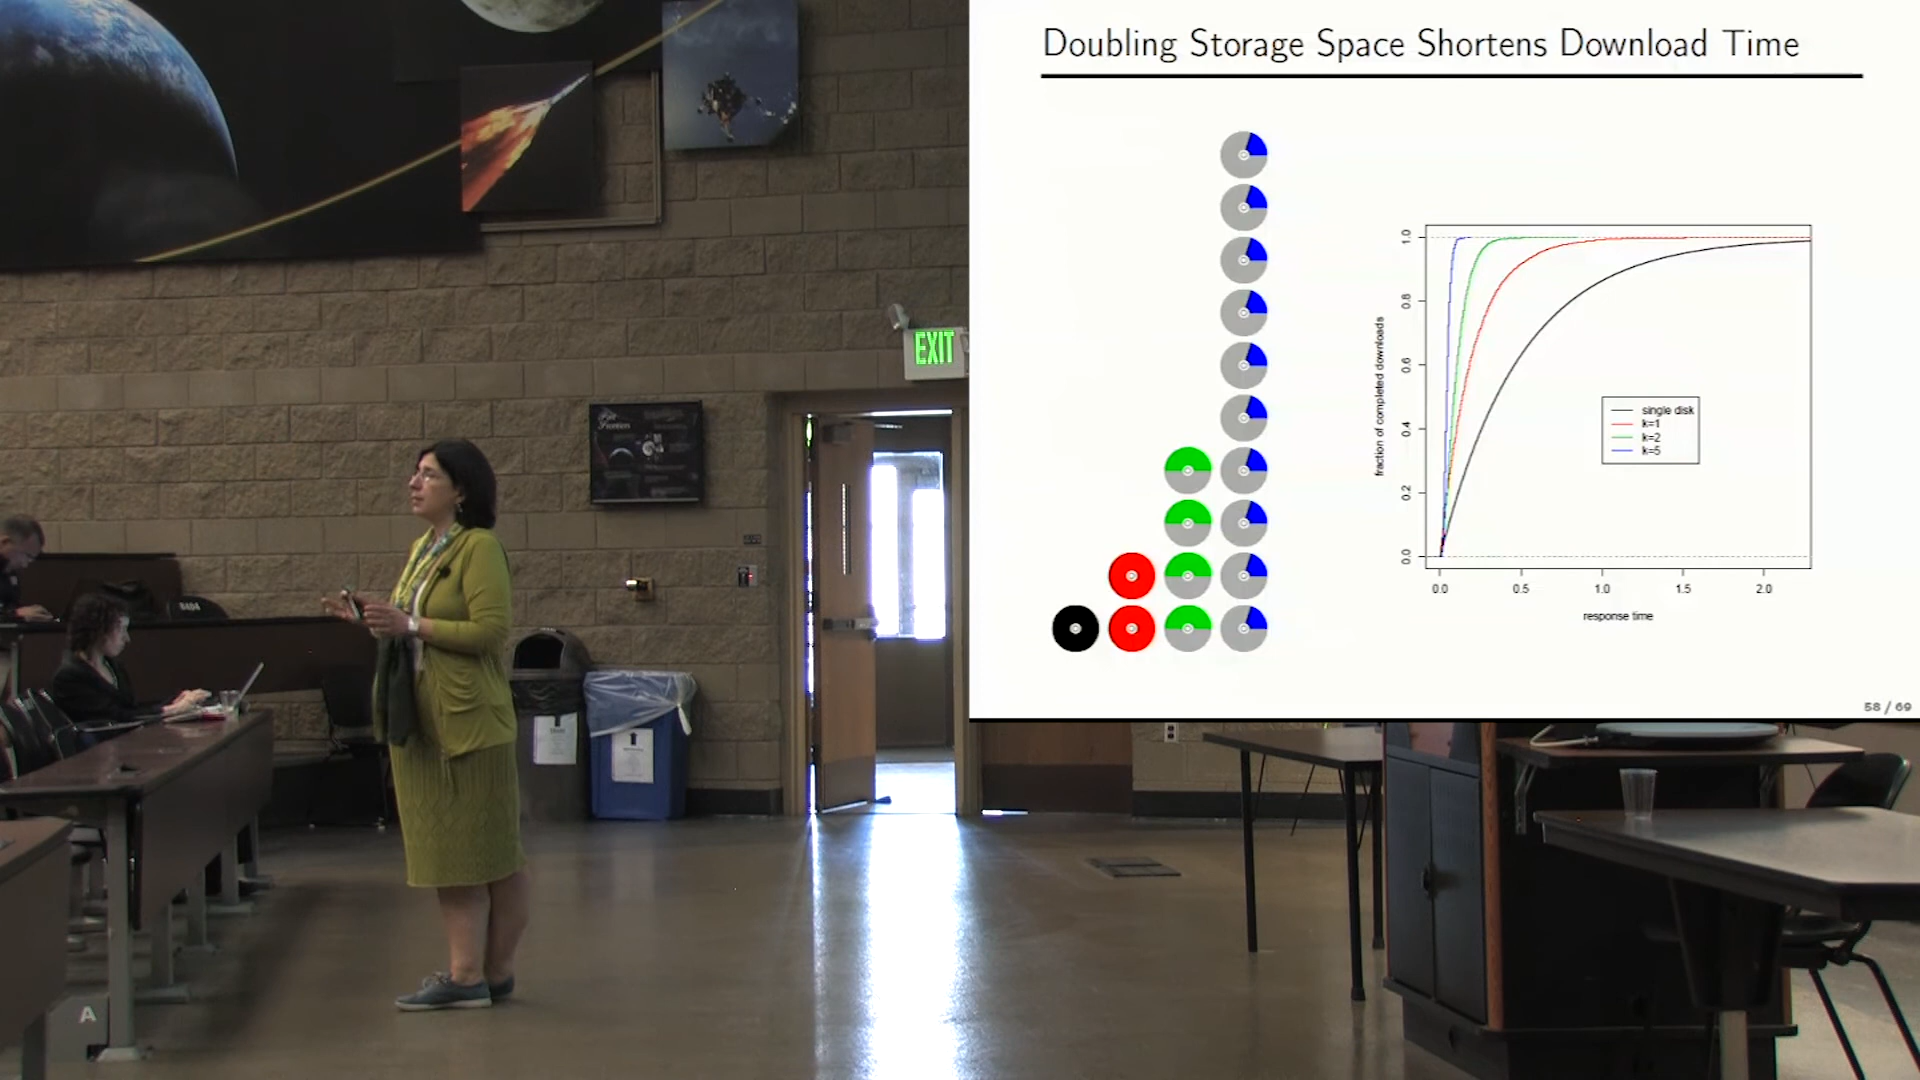 Doubling Storage Space Shortens Download Time
EXIT
fraction of completed downloads
1.0
0.8
0.6
0.4
0.2
0.0
single disk
k=1
k=2
k=5
0.0
0.5
1.0
1.5
2.0
response time
58 / 69
A